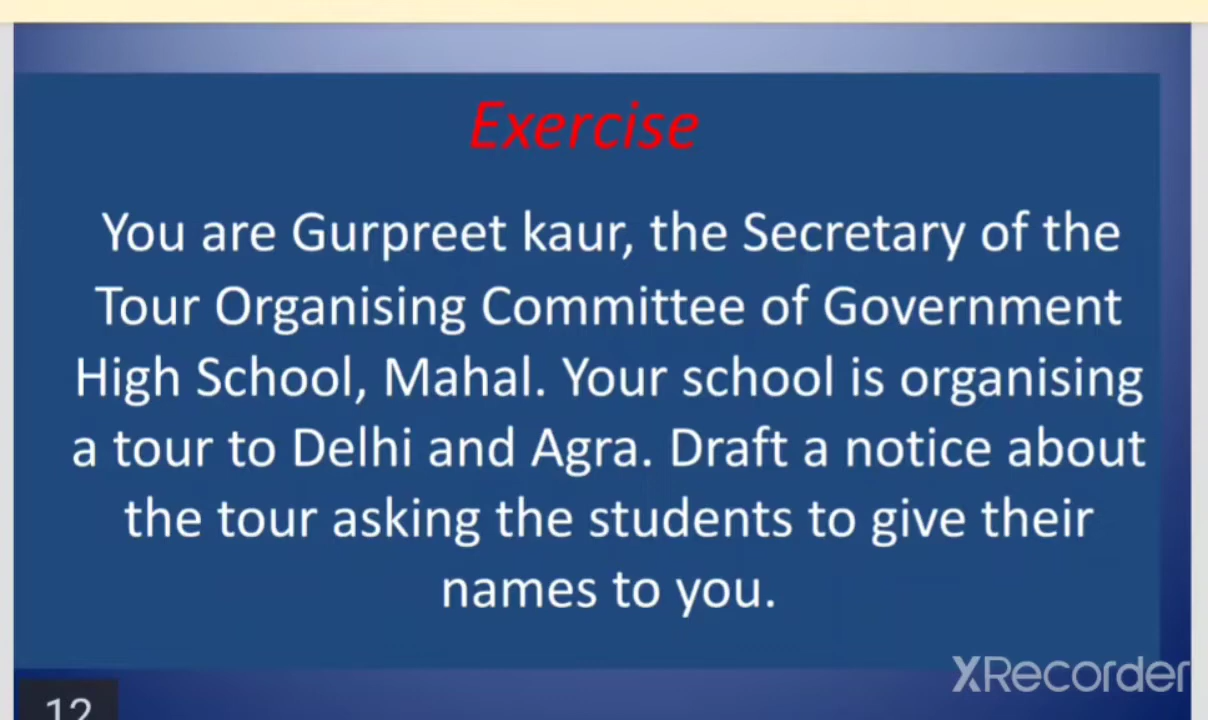 Exercise
You are Gurpreet kaur, the Secretary of the
Tour Organising Committee of Government
High School, Mahal. Your school is organising
a tour to Delhi and Agra. Draft a notice about
the tour asking the students to give their
names to you.
XRecorder
12